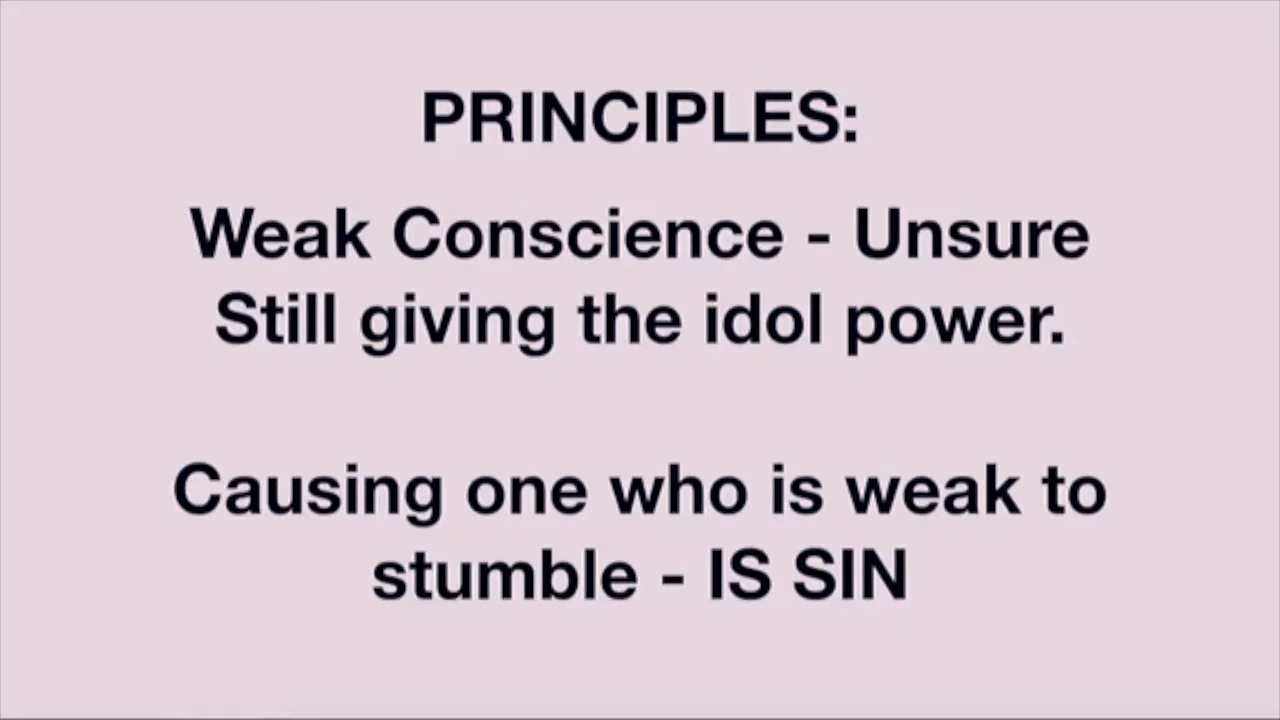 PRINCIPLES:
Weak Conscience - Unsure
Still giving the idol power.
Causing one who is weak to
stumble - IS SIN